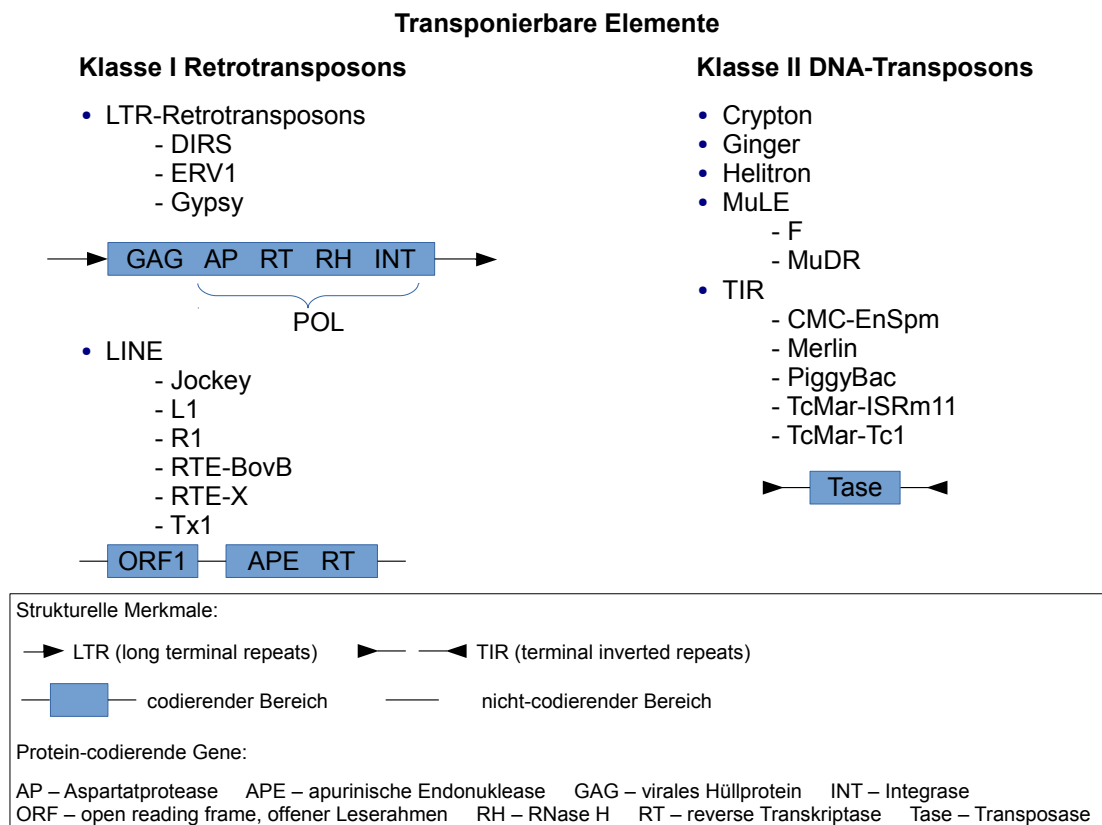 Transponierbare Elemente
Klasse I Retrotransposons
• LTR-Retrotransposons
- DIRS
- ERV1
- Gypsy
GAG AP RT RH INT
POL
• LINE
- Jockey
- L1
- R1
- RTE-BovB
- RTE-X
- Tx1
ORF1 APE RT
Klasse II DNA-Transposons
• Crypton
• Ginger
• Helitron
• MuLE
- F
- MuDR
• TIR
- CMC-EnSpm
- Merlin
- PiggyBac
- TcMar-ISRm11
- TcMar-Tc1
Tase
Strukturelle Merkmale:
LTR (long terminal repeats) TIR (terminal inverted repeats)
codierender Bereich nicht-codierender Bereich
Protein-codierende Gene:
AP – Aspartatprotease APE – apurinische Endonuklease GAG – virales Hüllprotein INT – Integrase
ORF – open reading frame, offener Leserahmen RH – RNase H RT – reverse Transkriptase Tase – Transposase